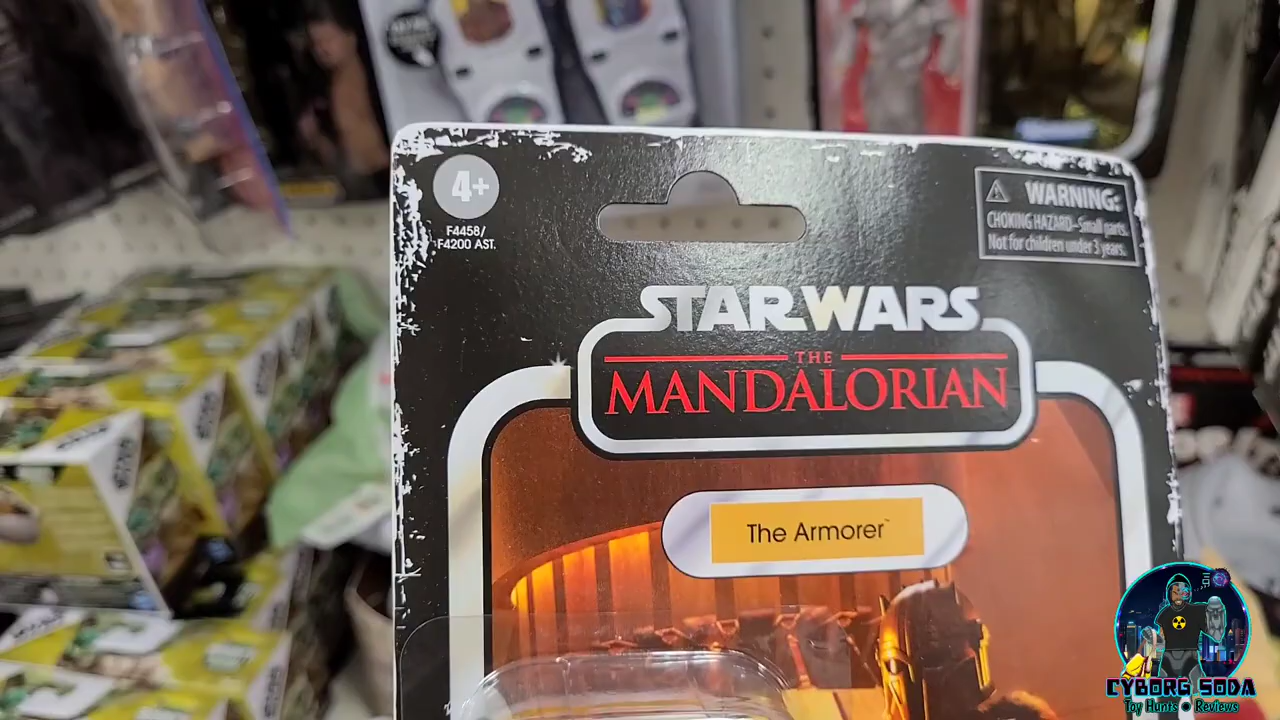 4+
F4458/
F4200 AST.
WARNING:
CHOKING HAZARD–Small parts.
Not for children under 3 years.
STAR WARS
THE
MANDALORIAN
The Armorer™
CYBORG SODA
Toy Hunts ● Reviews